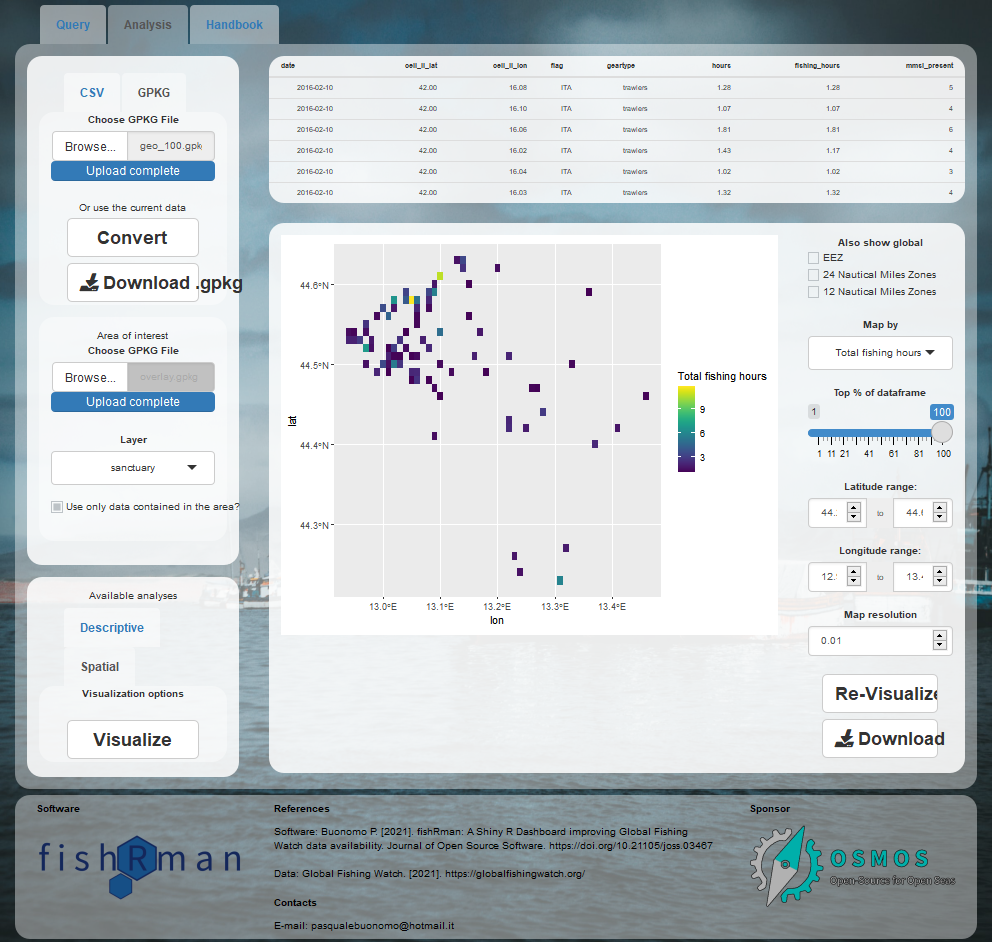 Query Analysis Handbook
CSV GPKG
Choose GPKG File
Browse... geo_100.gpk
Upload complete
Or use the current data
Convert
Download .gpkg
Area of interest
Choose GPKG File
Browse... overlay.gpkg
Upload complete
Layer
sanctuary
Use only data contained in the area?
Available analyses
Descriptive
Spatial
Visualization options
Visualize
date cell_ll_lat cell_ll_lon flag geartype hours fishing_hours mmsi_present
2016-02-10 42.00 16.08 ITA trawlers 1.28 1.28 5
2016-02-10 42.00 16.10 ITA trawlers 1.07 1.07 4
2016-02-10 42.00 16.06 ITA trawlers 1.81 1.81 6
2016-02-10 42.00 16.02 ITA trawlers 1.43 1.17 4
2016-02-10 42.00 16.04 ITA trawlers 1.02 1.02 3
2016-02-10 42.00 16.03 ITA trawlers 1.32 1.32 4
44.6°N
44.5°N
44.4°N
44.3°N
lat
13.0°E 13.1°E 13.2°E 13.3°E 13.4°E
lon
Total fishing hours
9
6
3
Also show global
EEZ
24 Nautical Miles Zones
12 Nautical Miles Zones
Map by
Total fishing hours
Top % of dataframe
1 100
1 11 21 41 61 81 100
Latitude range:
44. to 44.6
Longitude range:
12. to 13.4
Map resolution
0.01
Re-Visualize
Download
Software
fishRman
References
Software: Buonomo P. [2021]. fishRman: A Shiny R Dashboard improving Global Fishing
Watch data availability. Journal of Open Source Software. https://doi.org/10.21105/joss.03467
Data: Global Fishing Watch. [2021]. https://globalfishingwatch.org/
Contacts
E-mail: pasqualebuonomo@hotmail.it
Sponsor
OSMOS
Open-Source for Open Seas